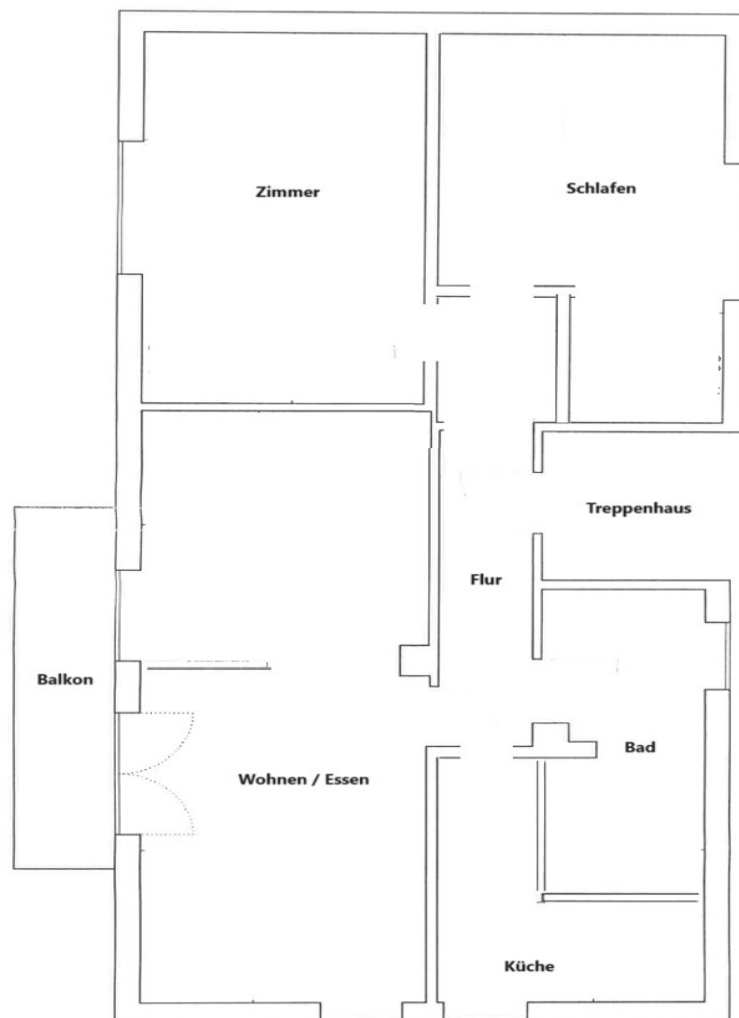 Zimmer
Schlafen
Treppenhaus
Flur
Balkon
Bad
Wohnen / Essen
Küche